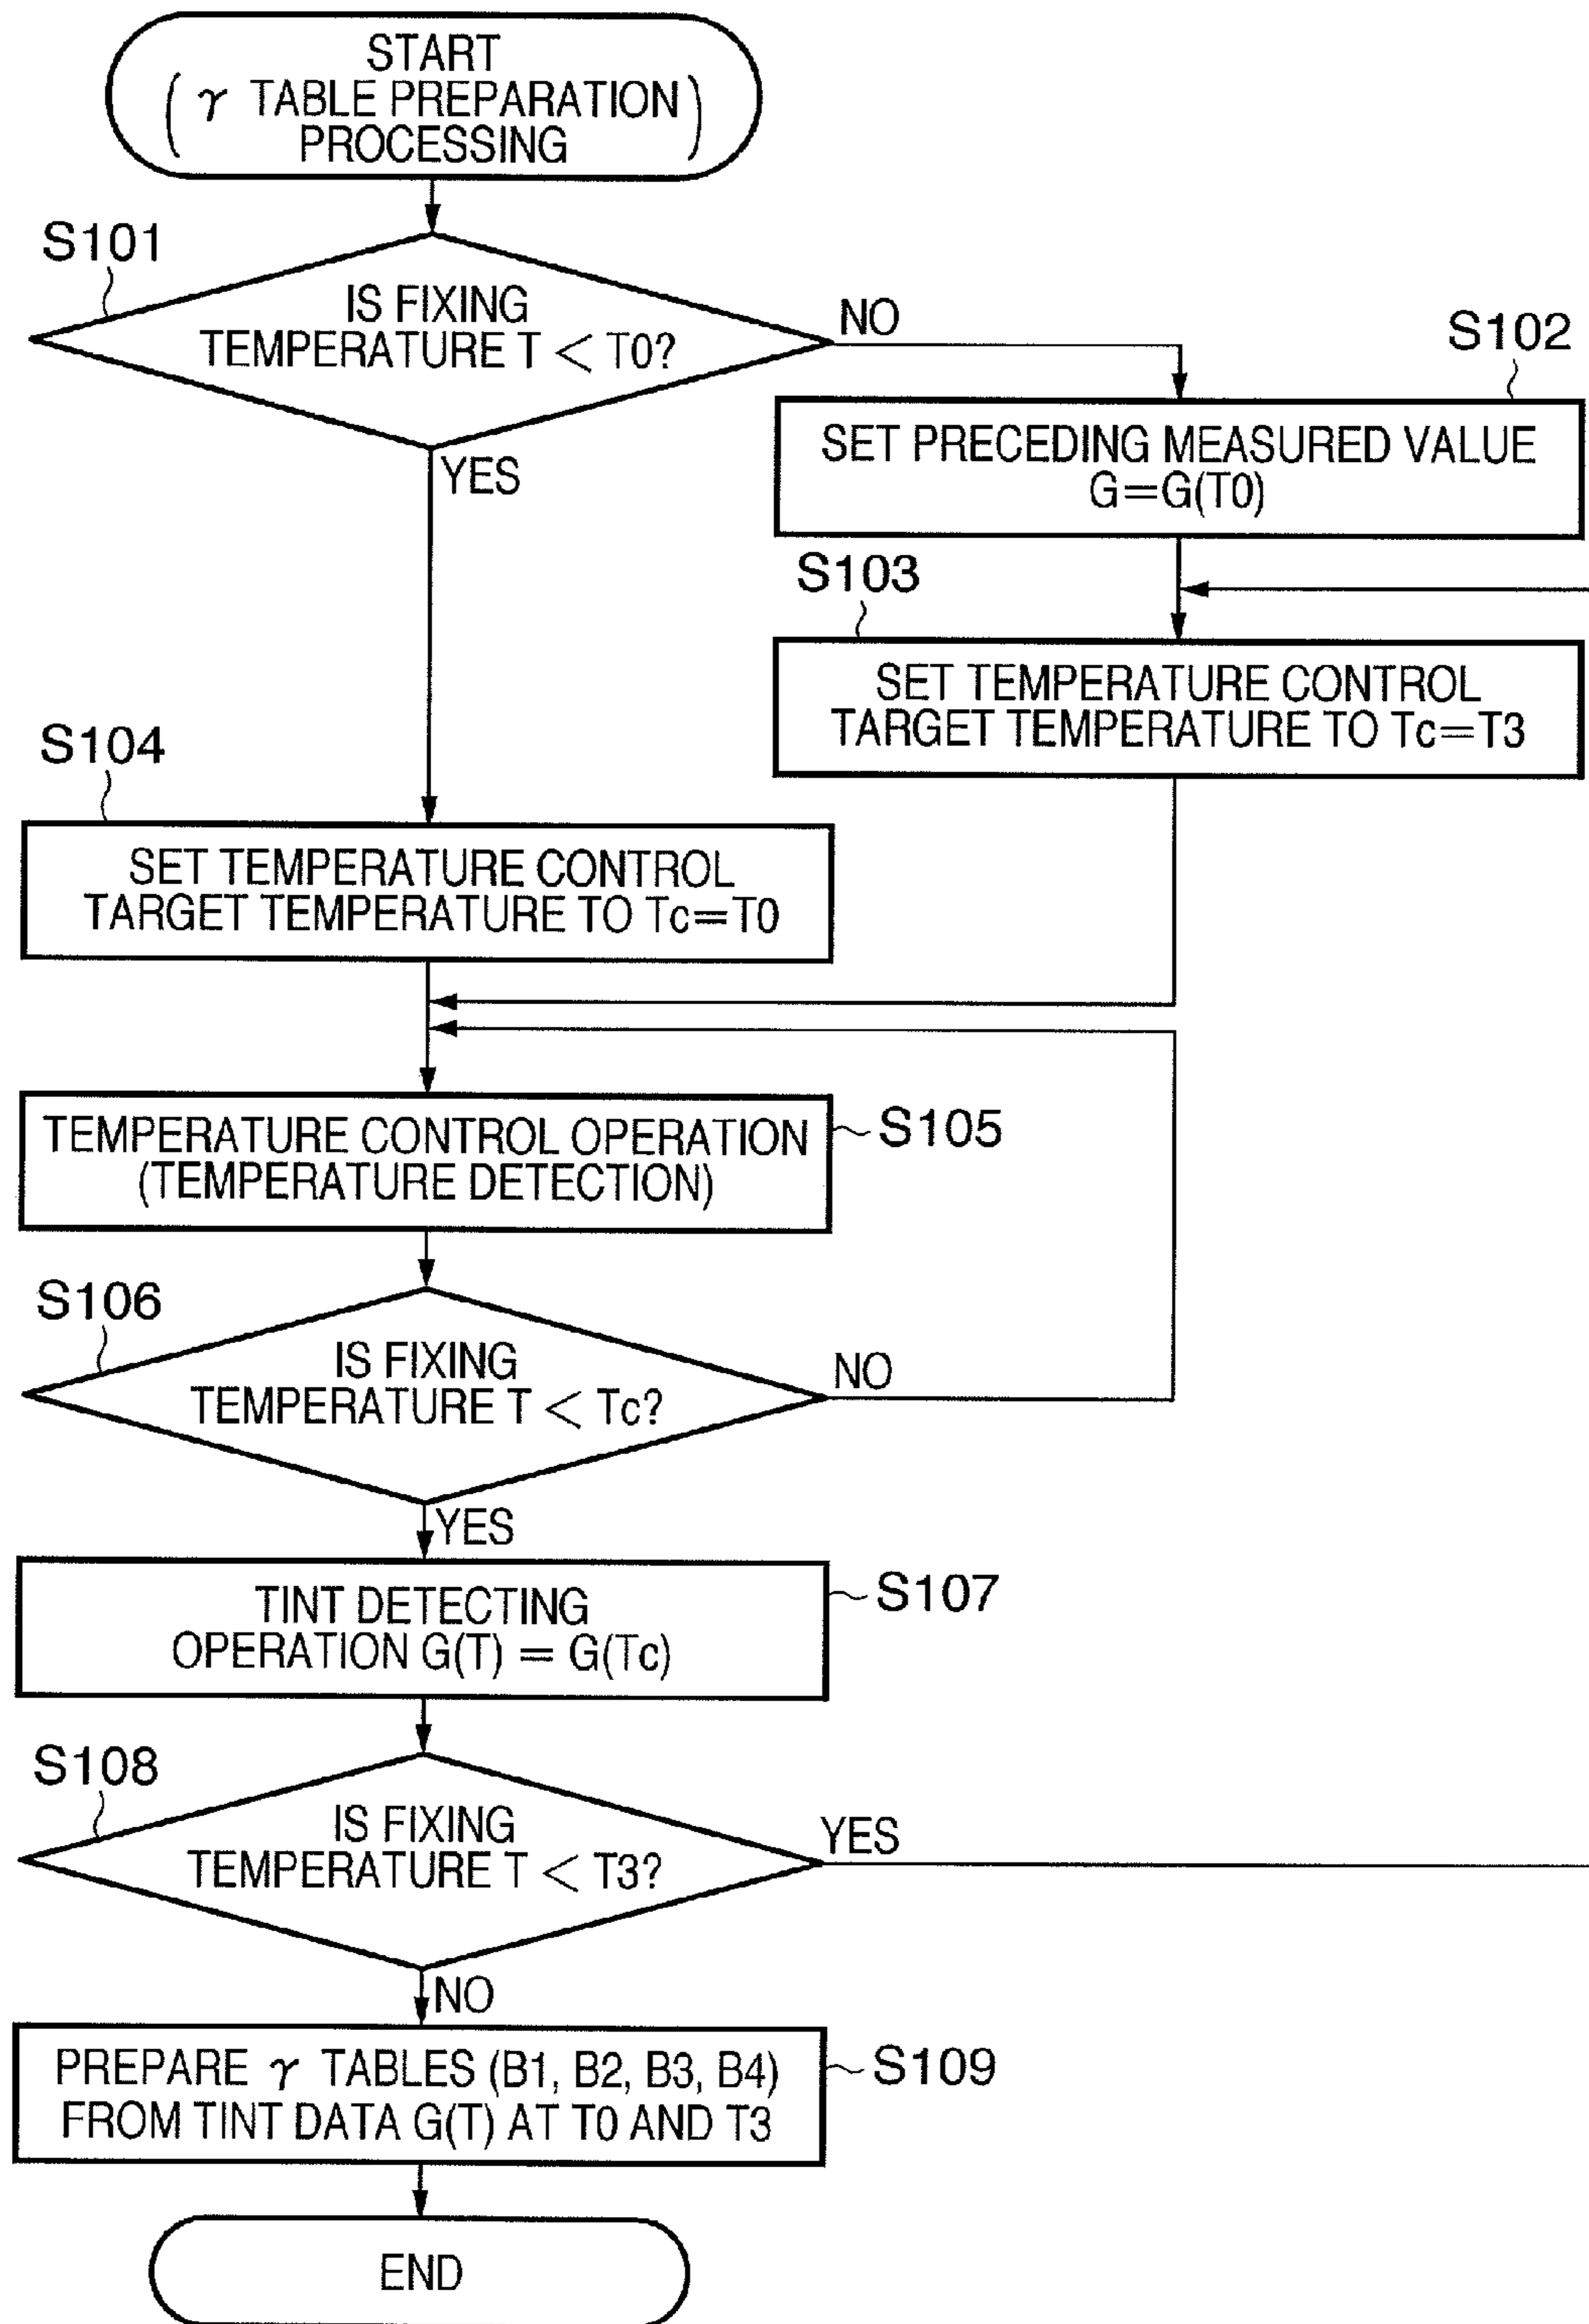 START
( γ TABLE PREPARATION
PROCESSING )
S101
IS FIXING
TEMPERATURE T < T0?
NO
YES
S102
SET PRECEDING MEASURED VALUE
G=G(T0)
S103
SET TEMPERATURE CONTROL
TARGET TEMPERATURE TO Tc=T3
S104
SET TEMPERATURE CONTROL
TARGET TEMPERATURE TO Tc=T0
TEMPERATURE CONTROL OPERATION
(TEMPERATURE DETECTION)
S105
S106
IS FIXING
TEMPERATURE T < Tc?
NO
YES
TINT DETECTING
OPERATION G(T) = G(Tc)
S107
S108
IS FIXING
TEMPERATURE T < T3?
YES
NO
PREPARE γ TABLES (B1, B2, B3, B4)
FROM TINT DATA G(T) AT T0 AND T3
S109
END